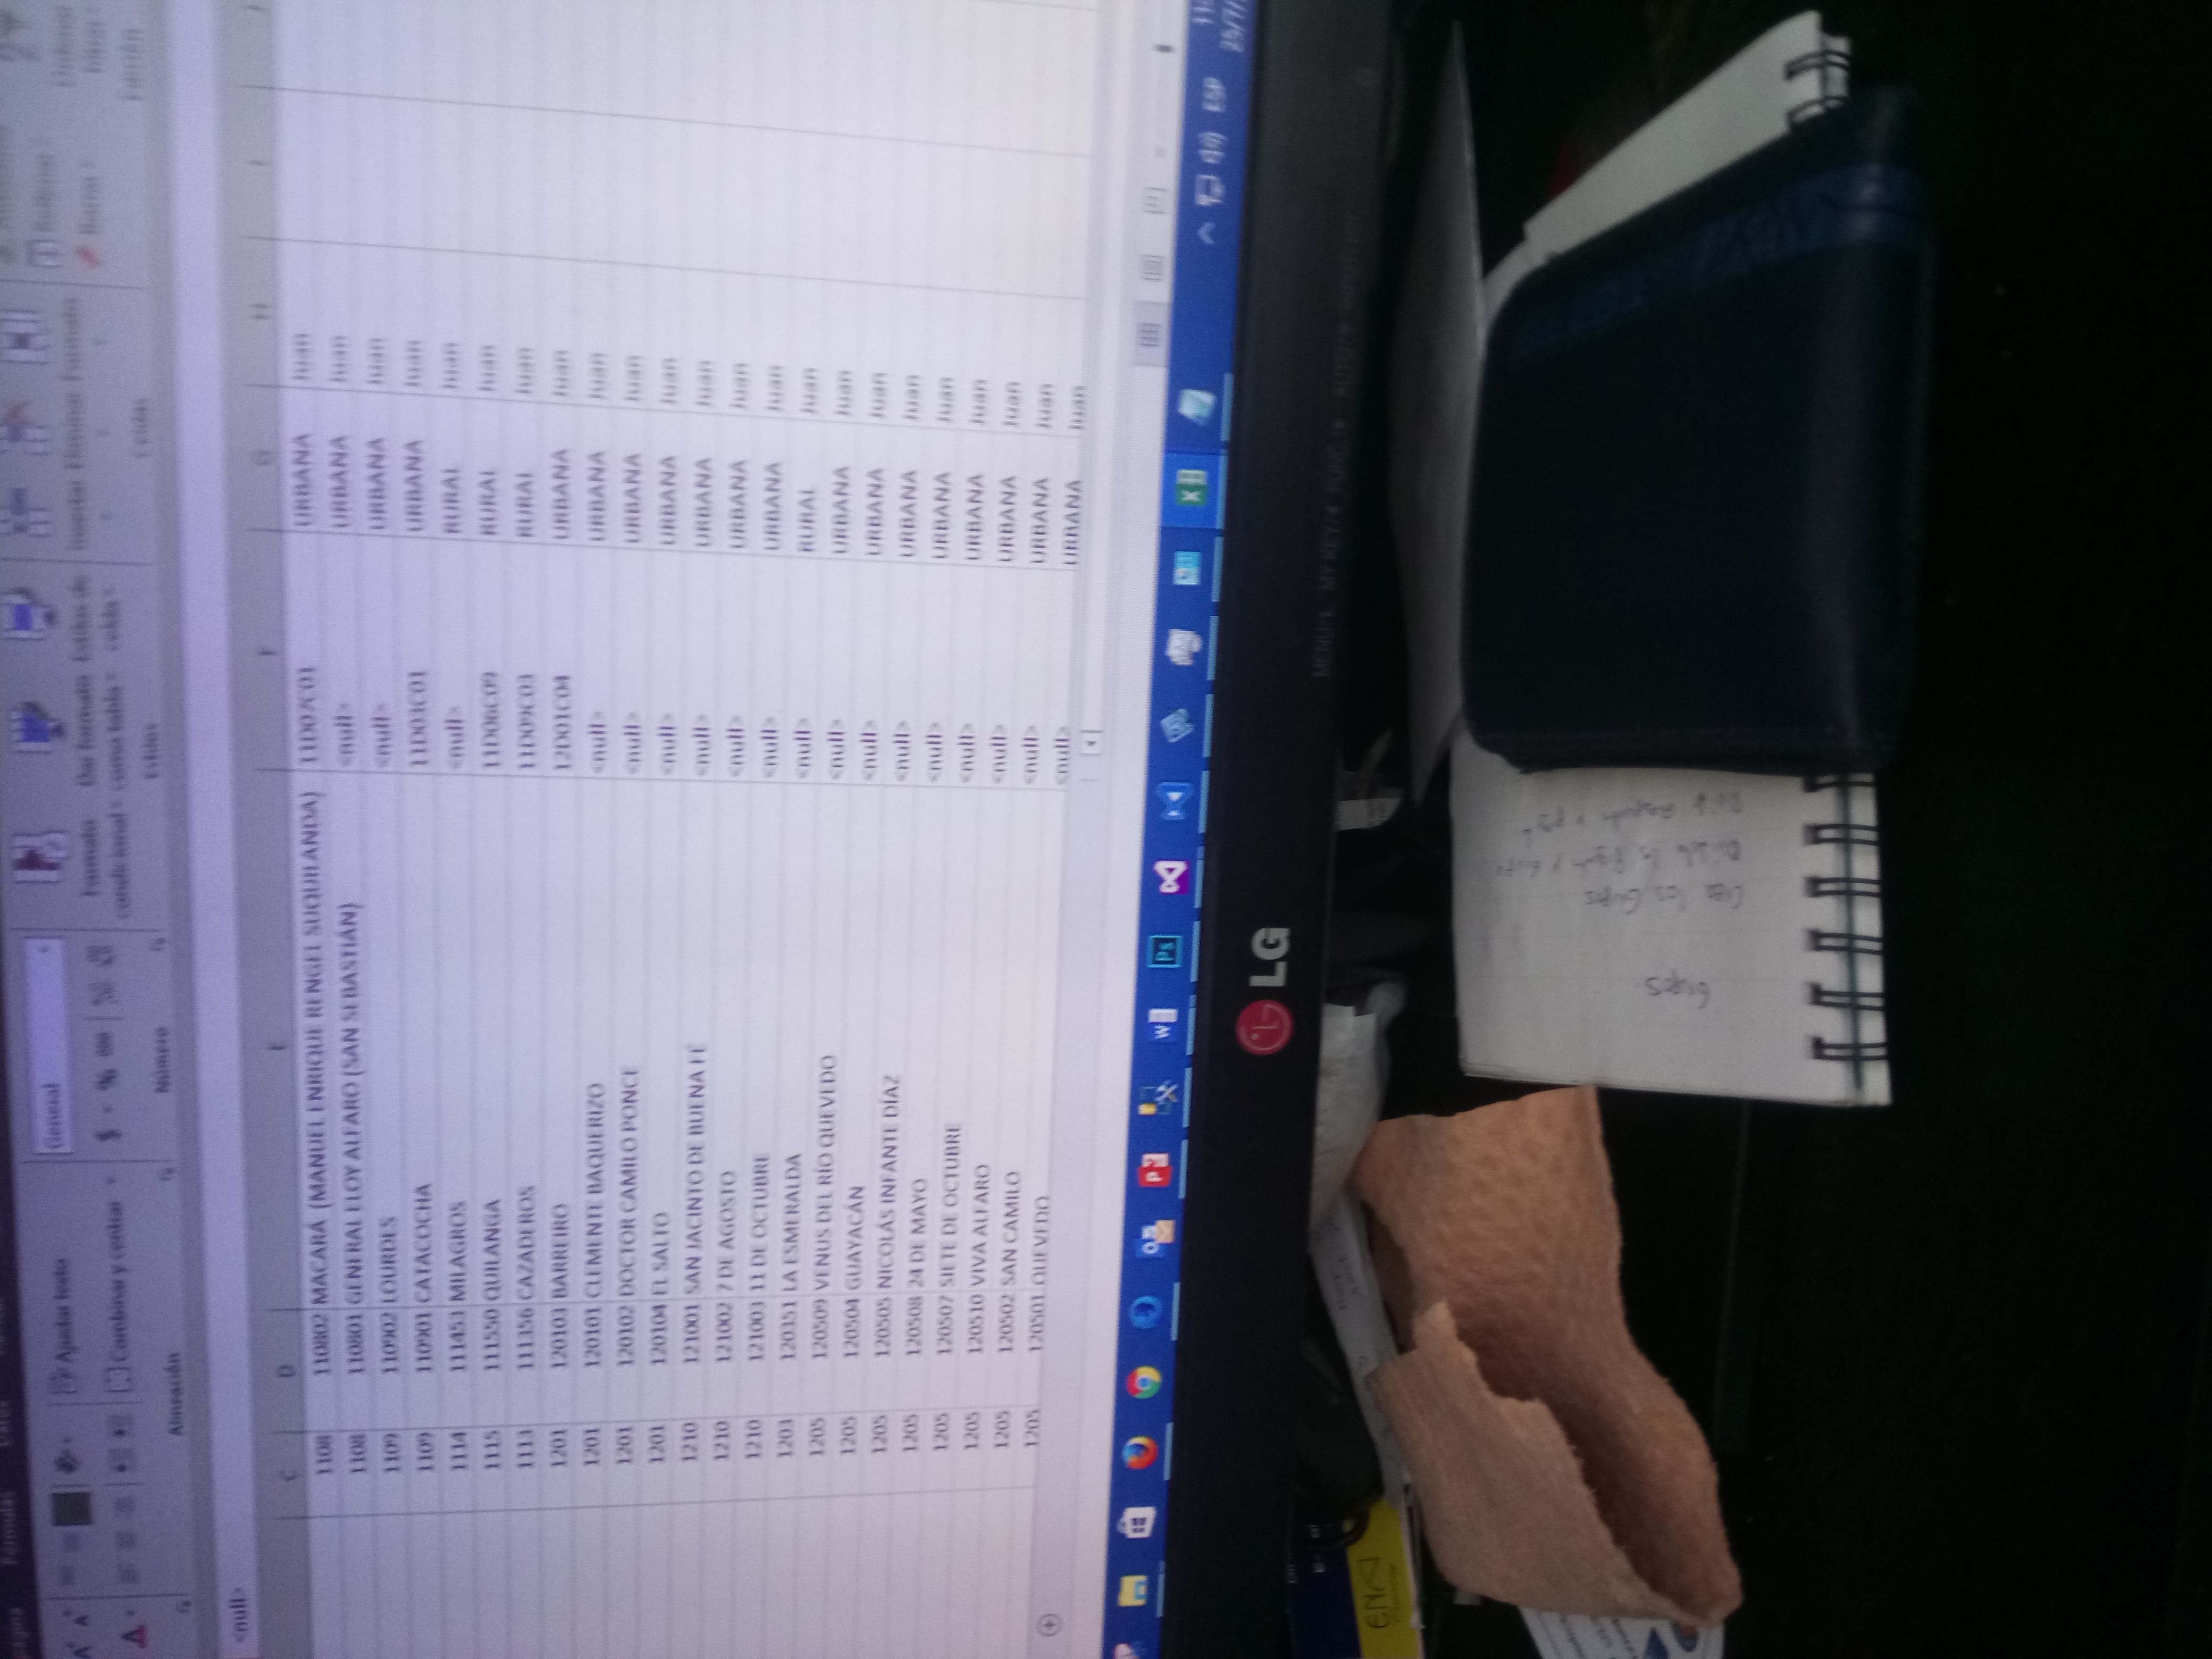 Fórmulas Datos
Ajustar texto
Combinar y centrar
General
$ % 000
Formato condicional
Dar formato como tabla
Estilos de celda
Insertar Eliminar Formato
Rellenar
Borrar
Alineación Número Estilos Celdas
<null>
C D E F G H I J
1108 110802 MACARÁ (MANUEL ENRIQUE RENGEL SUQUILANDA) 11D07C01 URBANA Juan
1108 110801 GENERAL ELOY ALFARO (SAN SEBASTIÁN) <null> URBANA Juan
1109 110902 LOURDES <null> URBANA Juan
1109 110901 CATACOCHA 11D03C01 URBANA Juan
1114 111451 MILAGROS <null> RURAL Juan
1115 111550 QUILANGA 11D06C09 RURAL Juan
1113 111356 CAZADEROS 11D09C03 RURAL Juan
1201 120103 BARREIRO 12D01C04 URBANA Juan
1201 120101 CLEMENTE BAQUERIZO <null> URBANA Juan
1201 120102 DOCTOR CAMILO PONCE <null> URBANA Juan
1201 120104 EL SALTO <null> URBANA Juan
1210 121001 SAN JACINTO DE BUENA FÉ <null> URBANA Juan
1210 121002 7 DE AGOSTO <null> URBANA Juan
1210 121003 11 DE OCTUBRE <null> URBANA Juan
1203 120351 LA ESMERALDA <null> RURAL Juan
1205 120509 VENUS DEL RÍO QUEVEDO <null> URBANA Juan
1205 120504 GUAYACÁN <null> URBANA Juan
1205 120505 NICOLÁS INFANTE DÍAZ <null> URBANA Juan
1205 120508 24 DE MAYO <null> URBANA Juan
1205 120507 SIETE DE OCTUBRE <null> URBANA Juan
1205 120510 VIVA ALFARO <null> URBANA Juan
1205 120502 SAN CAMILO <null> URBANA Juan
1205 120501 QUEVEDO <null> URBANA Juan
ESP
25/7/
LG
Grupos
los Grupos